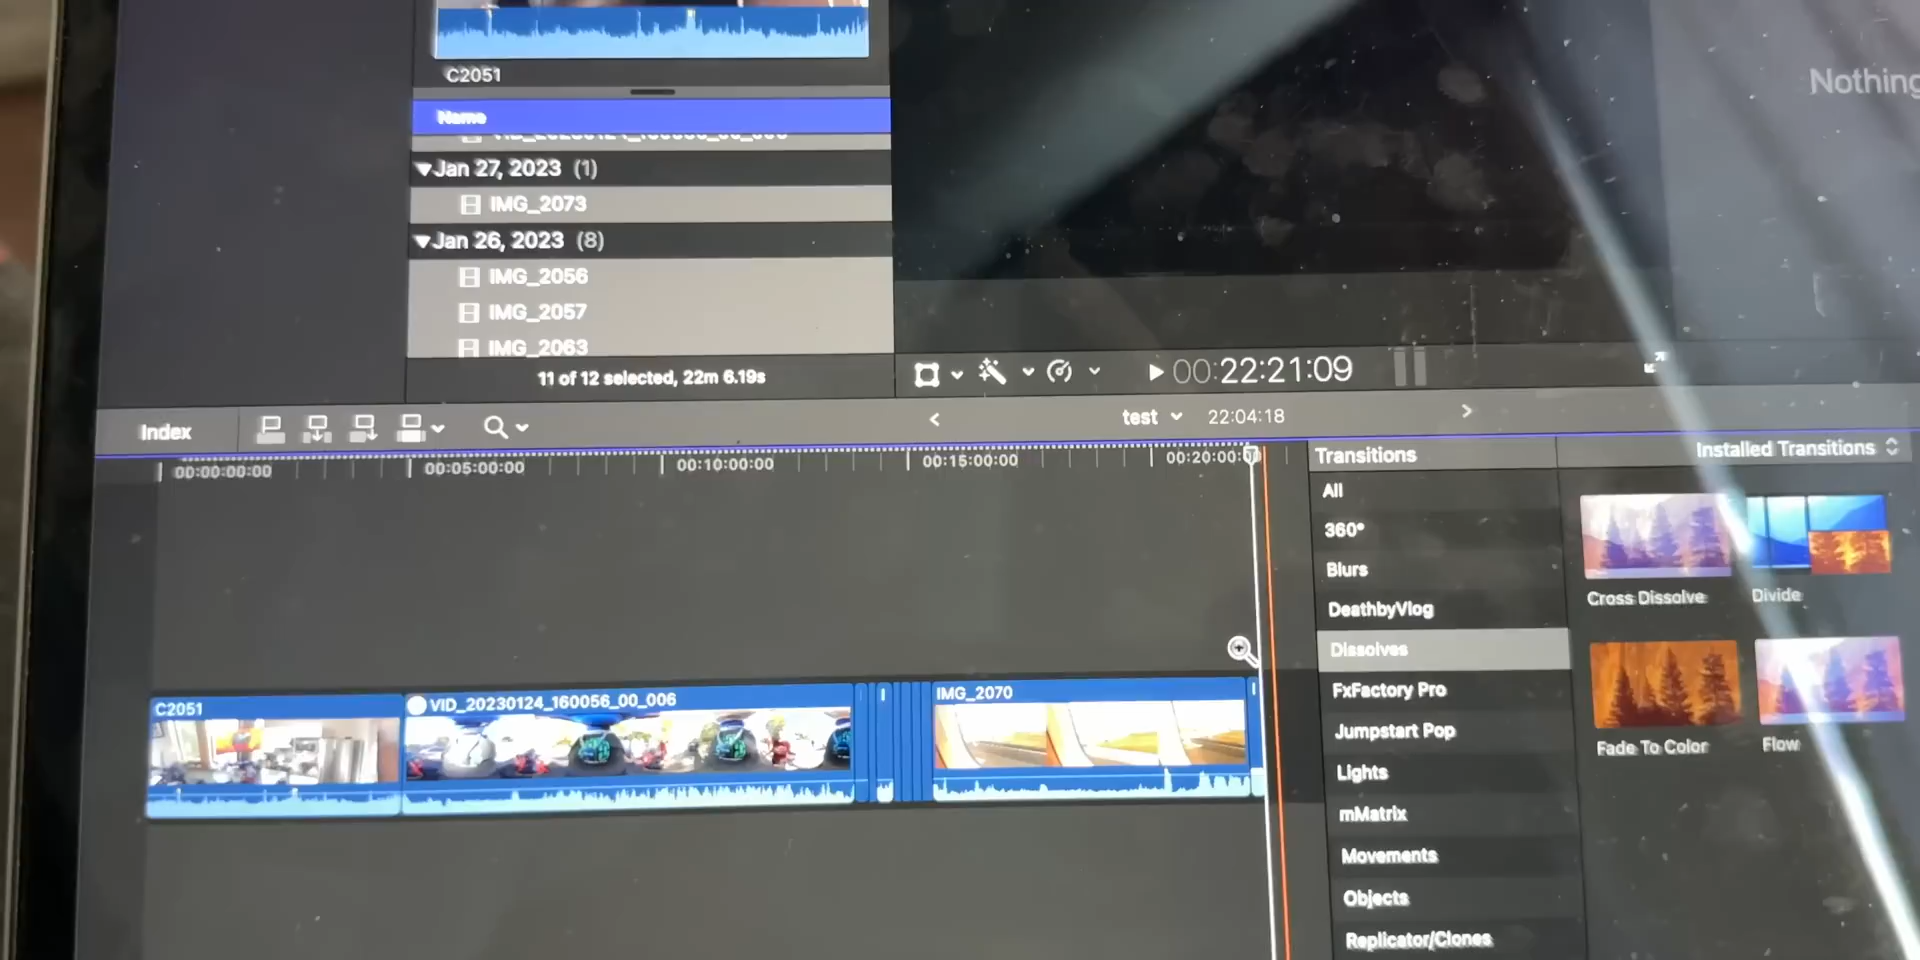 C2051
Nothing
Name
Jan 27, 2023 (1)
IMG_2073
Jan 26, 2023 (8)
IMG_2056
IMG_2057
IMG_2063
11 of 12 selected, 22m 6.19s
00:22:21:09
Index
test
22:04:18
00:00:00:00
00:05:00:00
00:10:00:00
00:15:00:00
00:20:00:00
Transitions
Installed Transitions
All
360°
Blurs
DeathbyVlog
Dissolves
FxFactory Pro
Jumpstart Pop
Lights
mMatrix
Movements
Objects
Replicator/Clones
Cross Dissolve
Divide
Fade To Color
Flow
C2051
VID_20230124_160056_00_006
IMG_2070